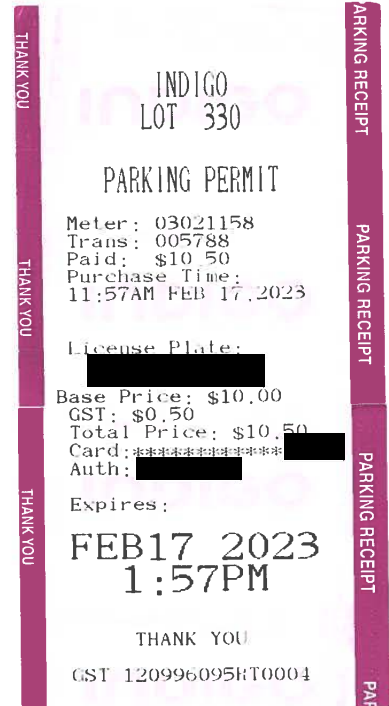 INDIGO
LOT 330
PARKING PERMIT
Meter: 03021158
Trans: 005788
Paid: $10.50
Purchase Time:
11:57AM FEB 17,2023
License Plate:
Base Price: $10.00
GST: $0.50
Total Price: $10.50
Card:************
Auth:
Expires:
FEB17 2023
1:57PM
THANK YOU
GST 120996095RT0004
THANK YOU
THANK YOU
THANK YOU
PARKING RECEIPT
PARKING RECEIPT
PARKING RECEIPT
PAR